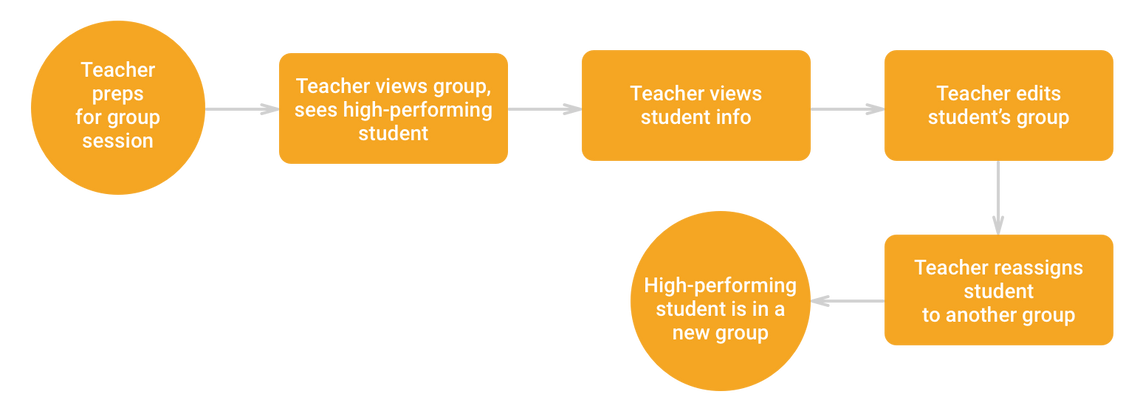 Teacher
preps
for group
session
Teacher views group,
sees high-performing
student
Teacher views
student info
Teacher edits
student’s group
Teacher reassigns
student
to another group
High-performing
student is in a
new group